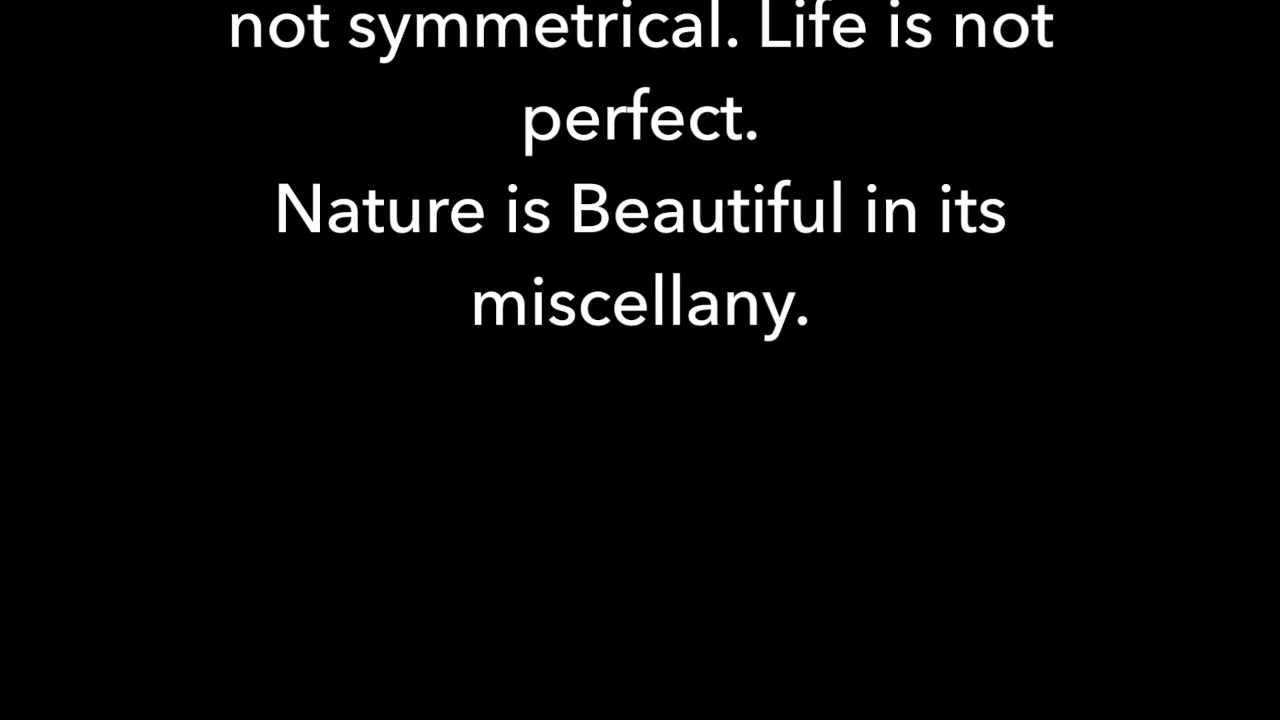 not symmetrical. Life is not
perfect.
Nature is Beautiful in its
miscellany.